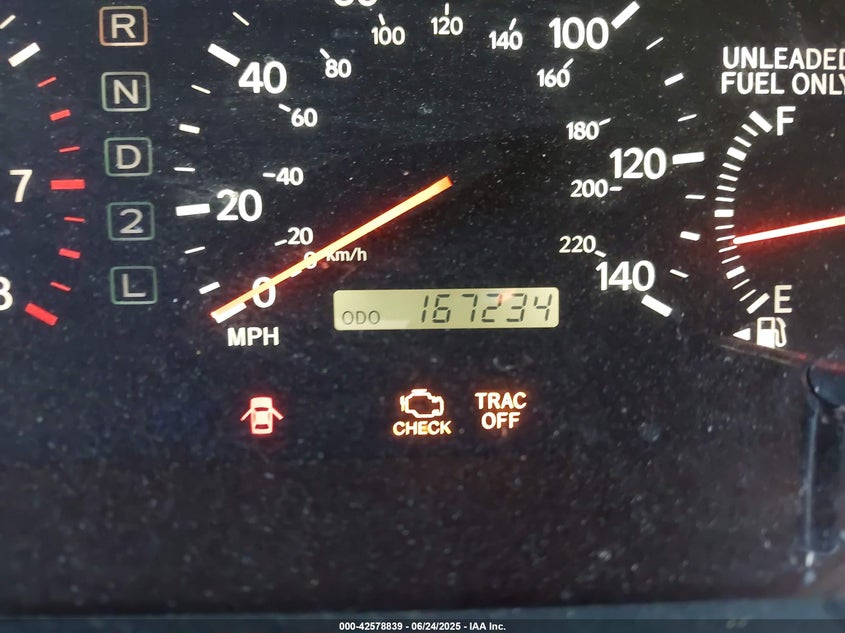 R
N
D
2
L
7
8
0
20
40
100
120
140
MPH
0
20
40
60
80
100
120
140
160
180
200
220
km/h
ODO 167234
UNLEADED
FUEL ONLY
F
E
CHECK
TRAC
OFF
000-42578839 - 06/24/2025 - IAA Inc.